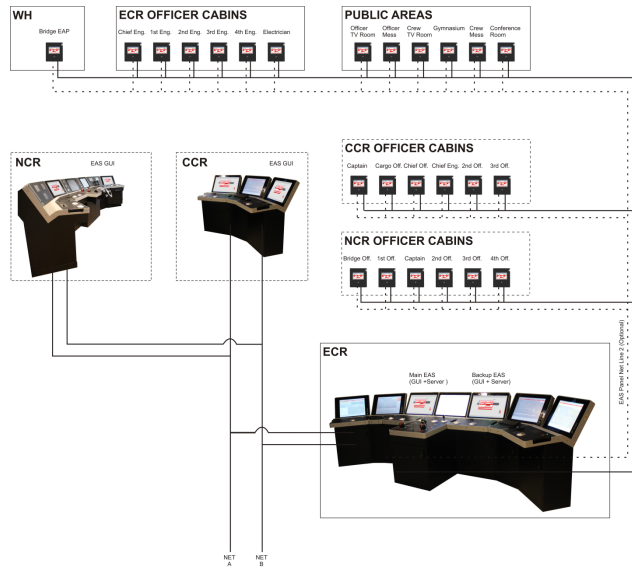 WH
Bridge EAP
ECR OFFICER CABINS
Chief Eng. 1st Eng. 2nd Eng. 3rd Eng. 4th Eng. Electrician
PUBLIC AREAS
Officer Officer Crew Gymnasium Crew Conference
TV Room Mess TV Room Mess Room
NCR
EAS GUI
CCR
EAS GUI
CCR OFFICER CABINS
Captain Cargo Off. Chief Off. Chief Eng. 2nd Off. 3rd Off.
NCR OFFICER CABINS
Bridge Off. 1st Off. Captain 2nd Off. 3rd Off. 4th Off.
EAS Panel Net Line 2 (Optional)
ECR
Main EAS
(GUI +Server )
Backup EAS
(GUI + Server)
NET
A
NET
B